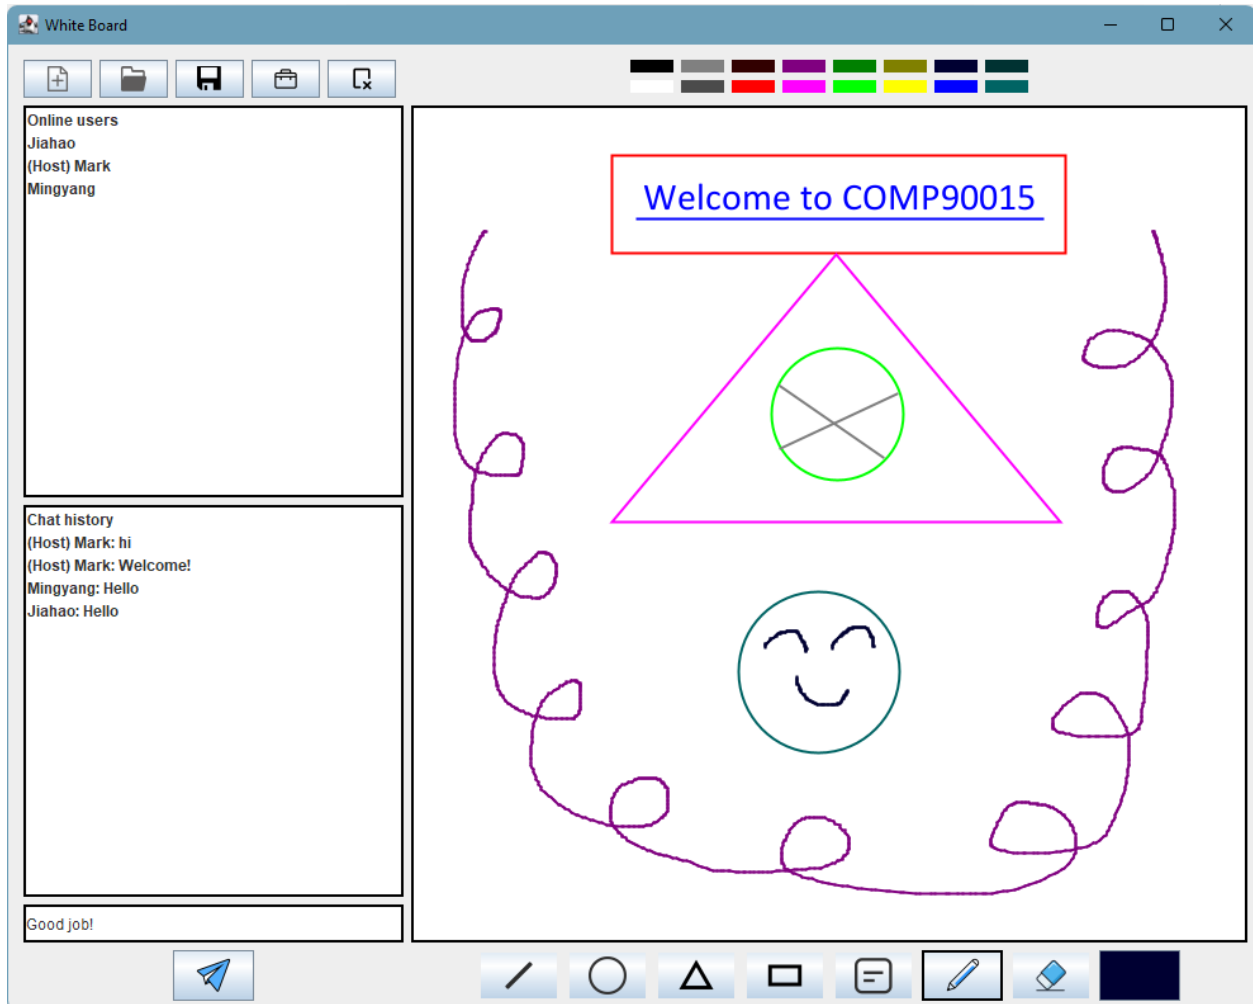 White Board
Online users
Jiahao
(Host) Mark
Mingyang
Chat history
(Host) Mark: hi
(Host) Mark: Welcome!
Mingyang: Hello
Jiahao: Hello
Good job!
Welcome to COMP90015